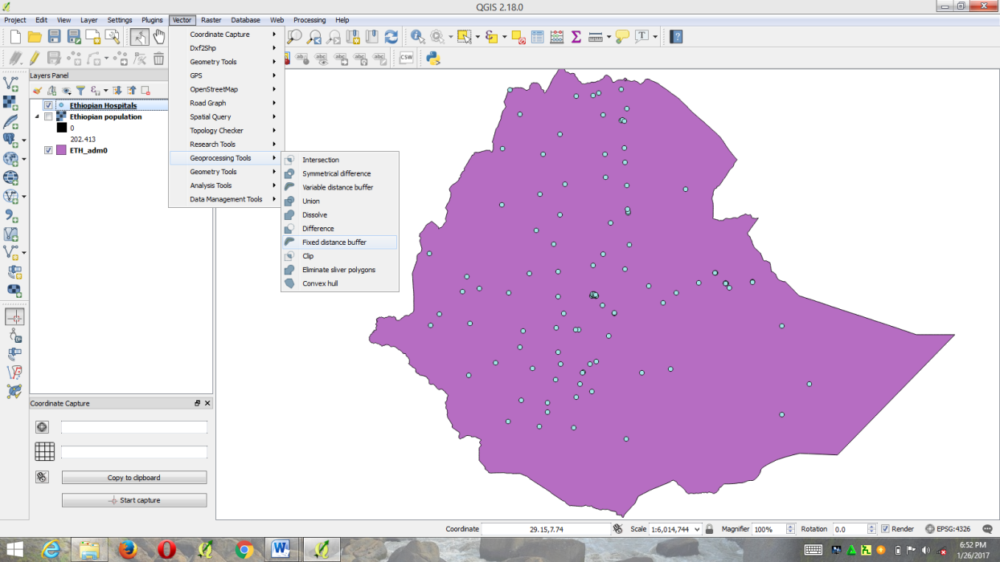 QGIS 2.18.0
Project Edit View Layer Settings Plugins Vector Raster Database Web Processing Help
Coordinate Capture
Dxf2Shp
Geometry Tools
GPS
OpenStreetMap
Road Graph
Spatial Query
Topology Checker
Research Tools
Geoprocessing Tools
Geometry Tools
Analysis Tools
Data Management Tools
Intersection
Symmetrical difference
Variable distance buffer
Union
Dissolve
Difference
Fixed distance buffer
Clip
Eliminate sliver polygons
Convex hull
CSW
Layers Panel
Ethiopian Hospitals
Ethiopian population
0
202.413
ETH_adm0
Coordinate Capture
Copy to clipboard
Start capture
Coordinate 29.15,7.74 Scale 1:6,014,744 Magnifier 100% Rotation 0.0 Render EPSG:4326
6:52 PM
1/26/2017